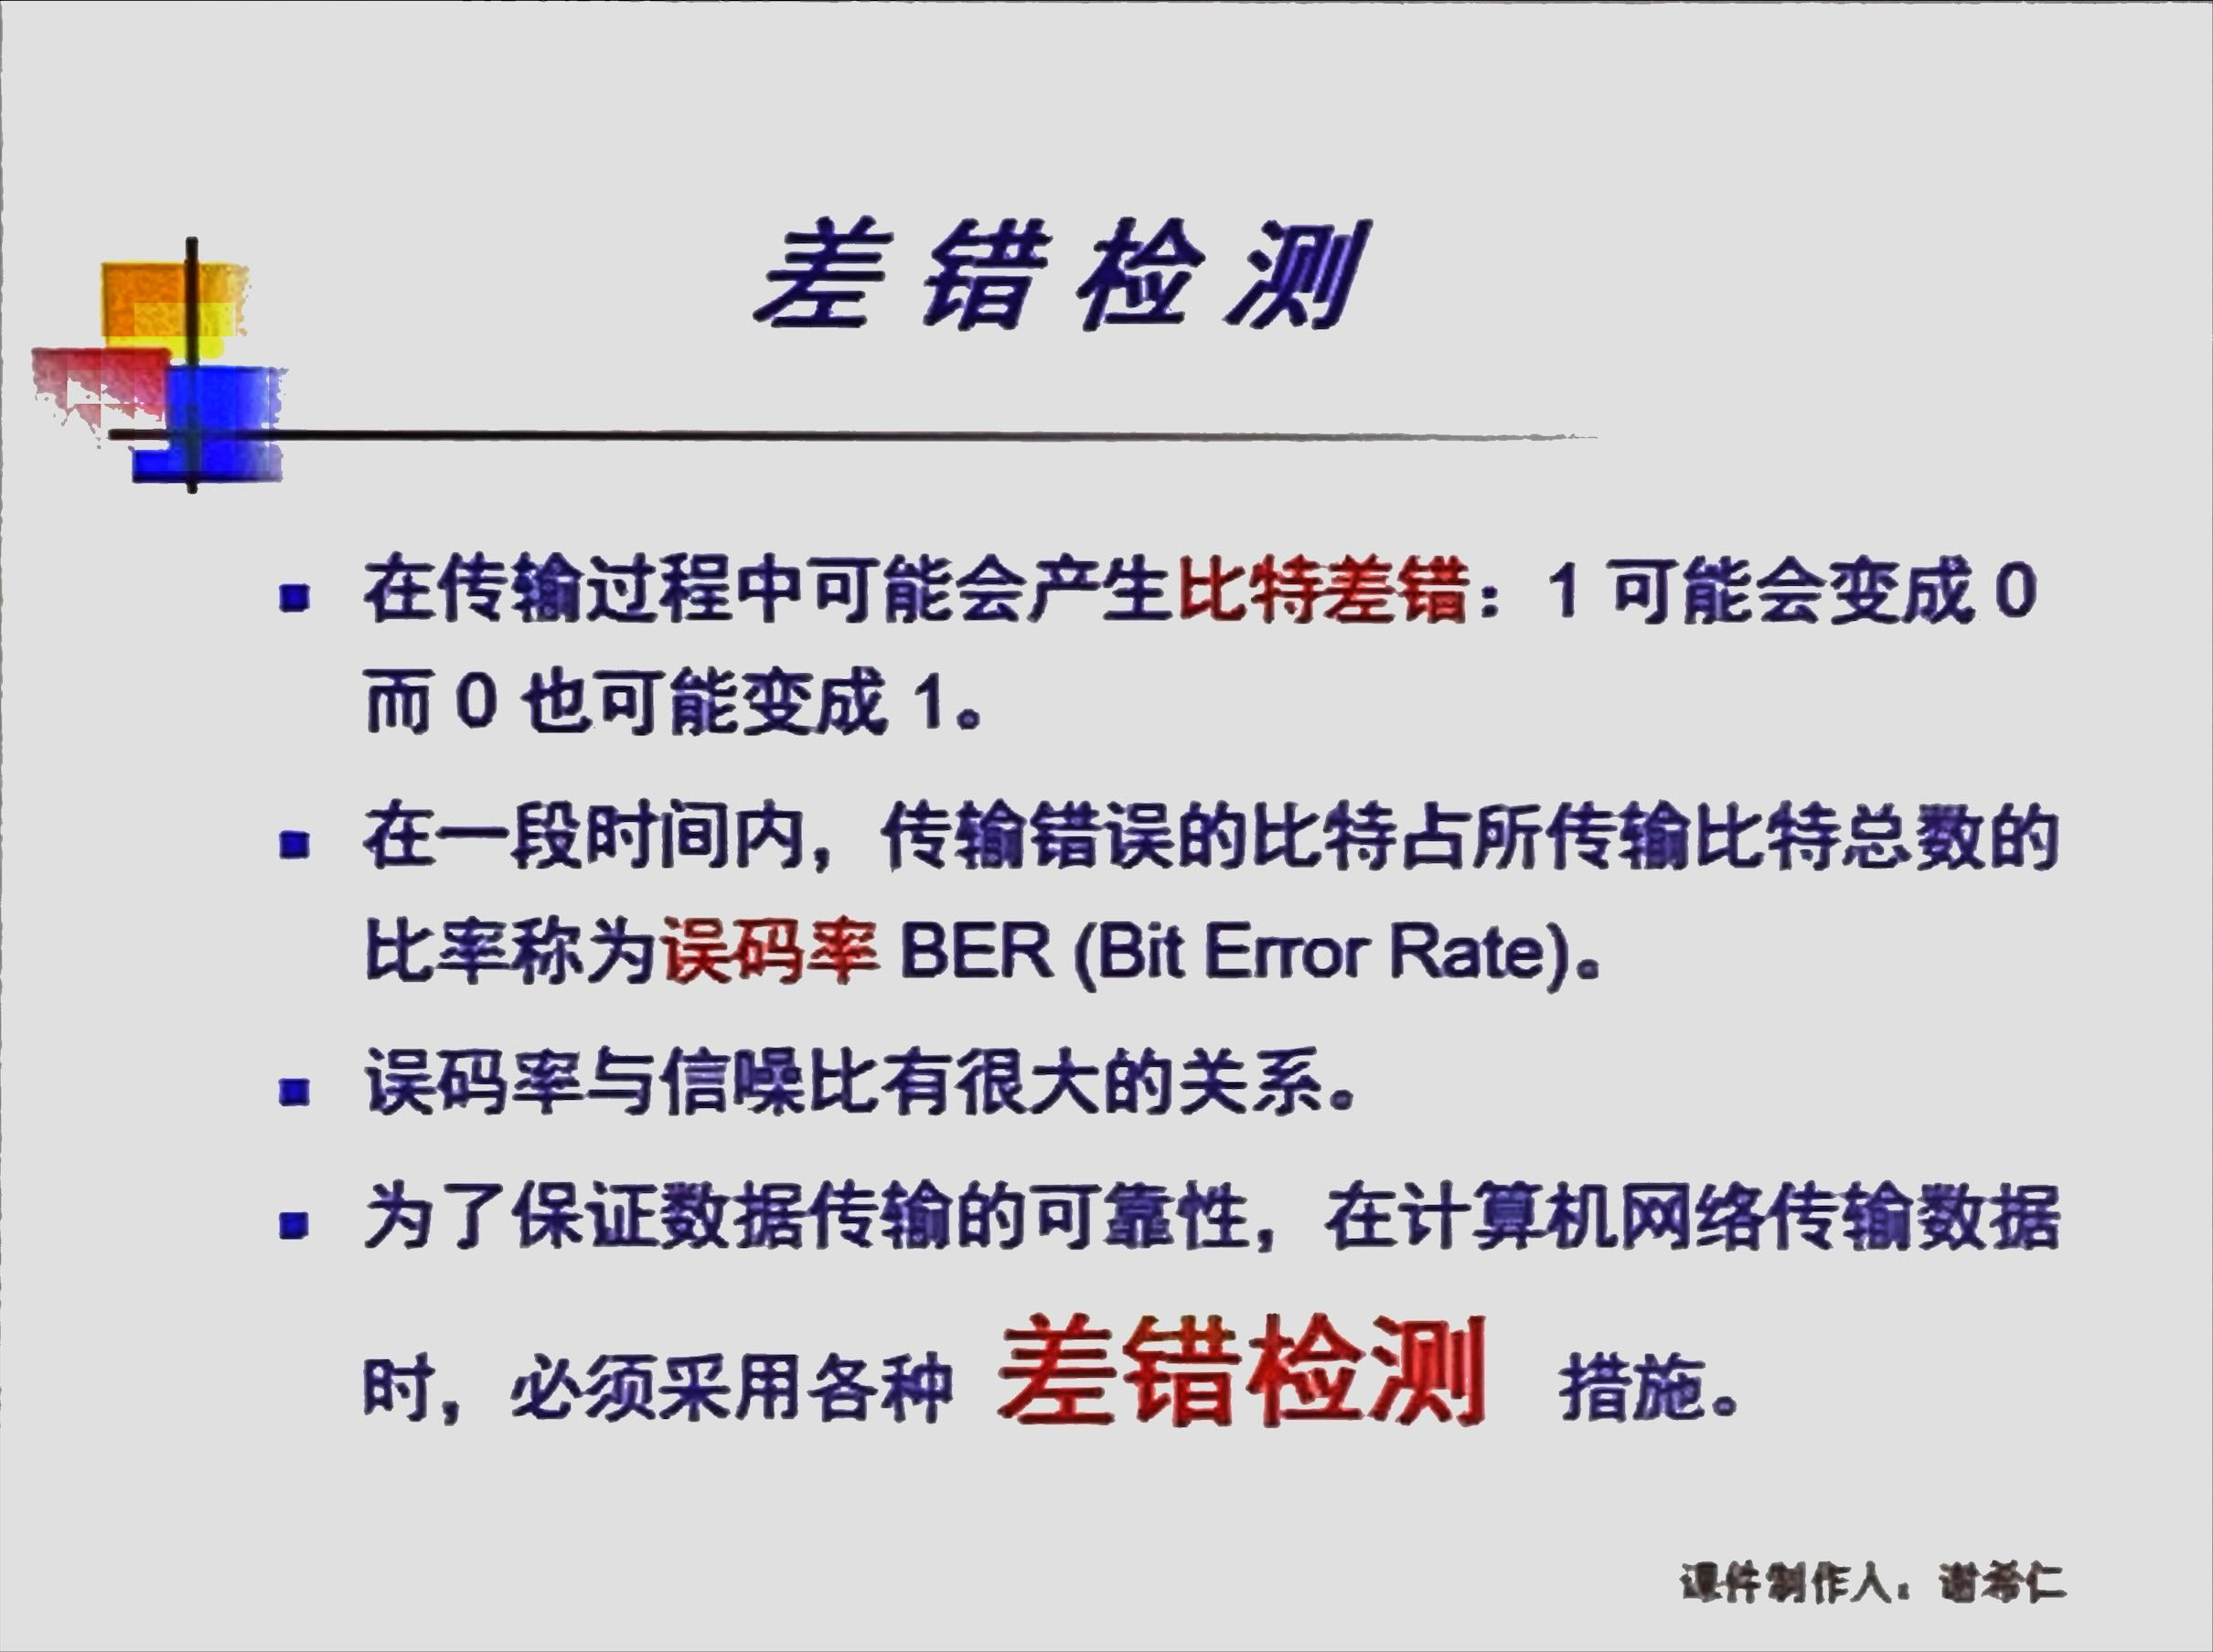 差错检测
在传输过程中可能会产生比特差错：1 可能会变成 0
而 0 也可能变成 1。
在一段时间内，传输错误的比特占所传输比特总数的
比率称为误码率 BER (Bit Error Rate)。
误码率与信噪比有很大的关系。
为了保证数据传输的可靠性，在计算机网络传输数据
时，必须采用各种 差错检测 措施。
课件制作人：谢希仁